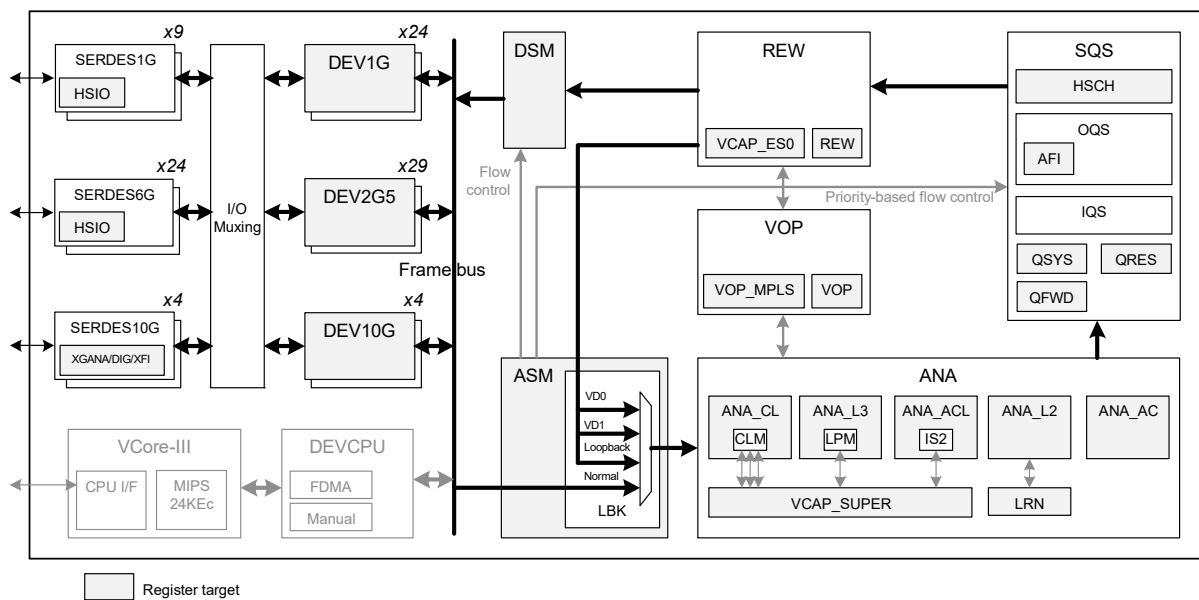 x9
SERDES1G
HSIO
x24
SERDES6G
HSIO
x4
SERDES10G
XGANA/DIG/XFI
I/O
Muxing
x24
DEV1G
x29
DEV2G5
x4
DEV10G
Frame bus
VCore-III
CPU I/F
MIPS
24KEc
DEVCPU
FDMA
Manual
DSM
Flow
control
REW
VCAP_ES0
REW
Priority-based flow control
VOP
VOP_MPLS
VOP
SQS
HSCH
OQS
AFI
IQS
QSYS
QRES
QFWD
ASM
VD0
VD1
Loopback
Normal
LBK
ANA
ANA_CL
CLM
ANA_L3
LPM
ANA_ACL
IS2
ANA_L2
ANA_AC
VCAP_SUPER
LRN
Register target